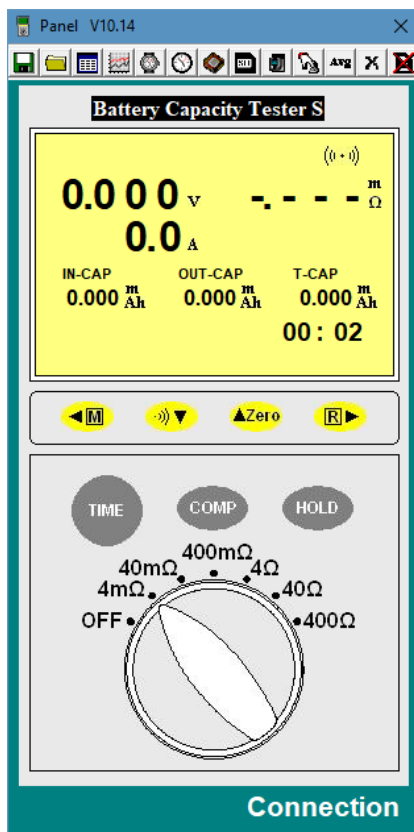 Panel V10.14
SD
Avg
Battery Capacity Tester S
0.000 V -.--- mΩ
0.0 A
IN-CAP OUT-CAP T-CAP
0.000 mAh 0.000 mAh 0.000 mAh
00:02
M ▲Zero R
TIME COMP HOLD
400mΩ
40mΩ 4Ω
4mΩ 40Ω
OFF 400Ω
Connection